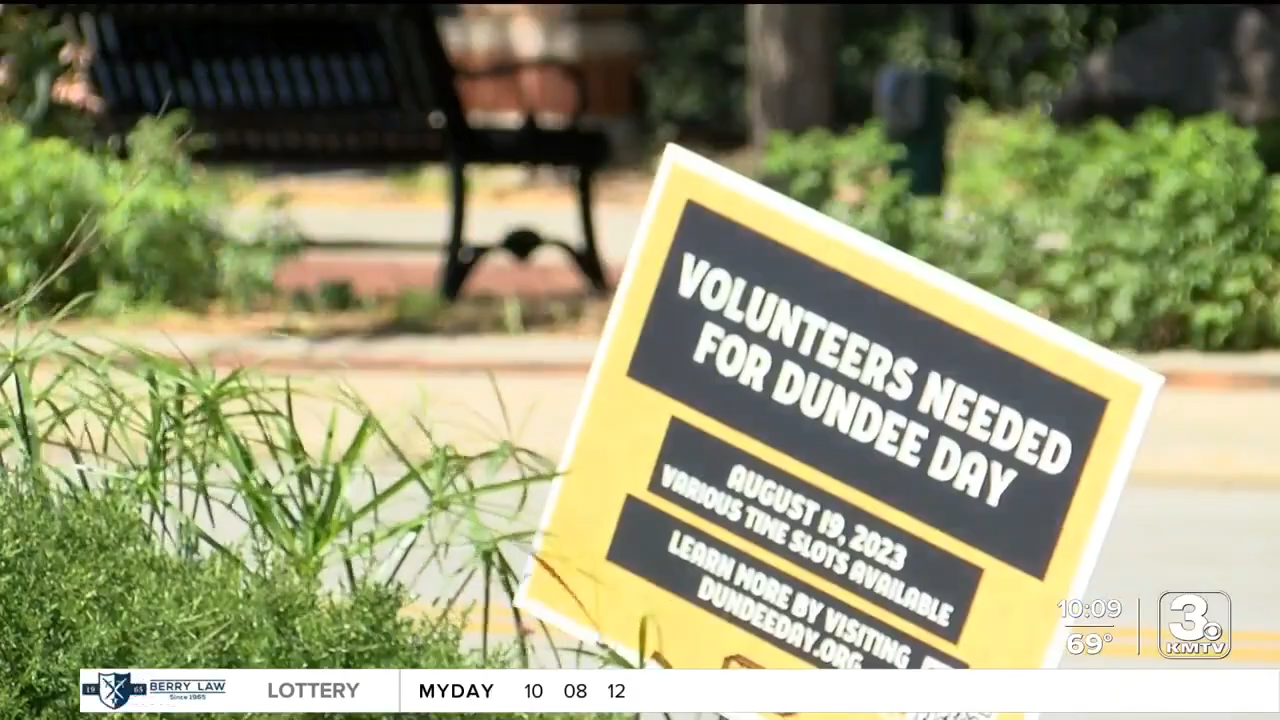 VOLUNTEERS NEEDED
FOR DUNDEE DAY
AUGUST 19, 2023
VARIOUS TIME SLOTS AVAILABLE
LEARN MORE BY VISITING
DUNDEEDAY.ORG
10:09
69°
3
KMTV
1965 BERRY LAW
Since 1965
LOTTERY
MYDAY 10 08 12